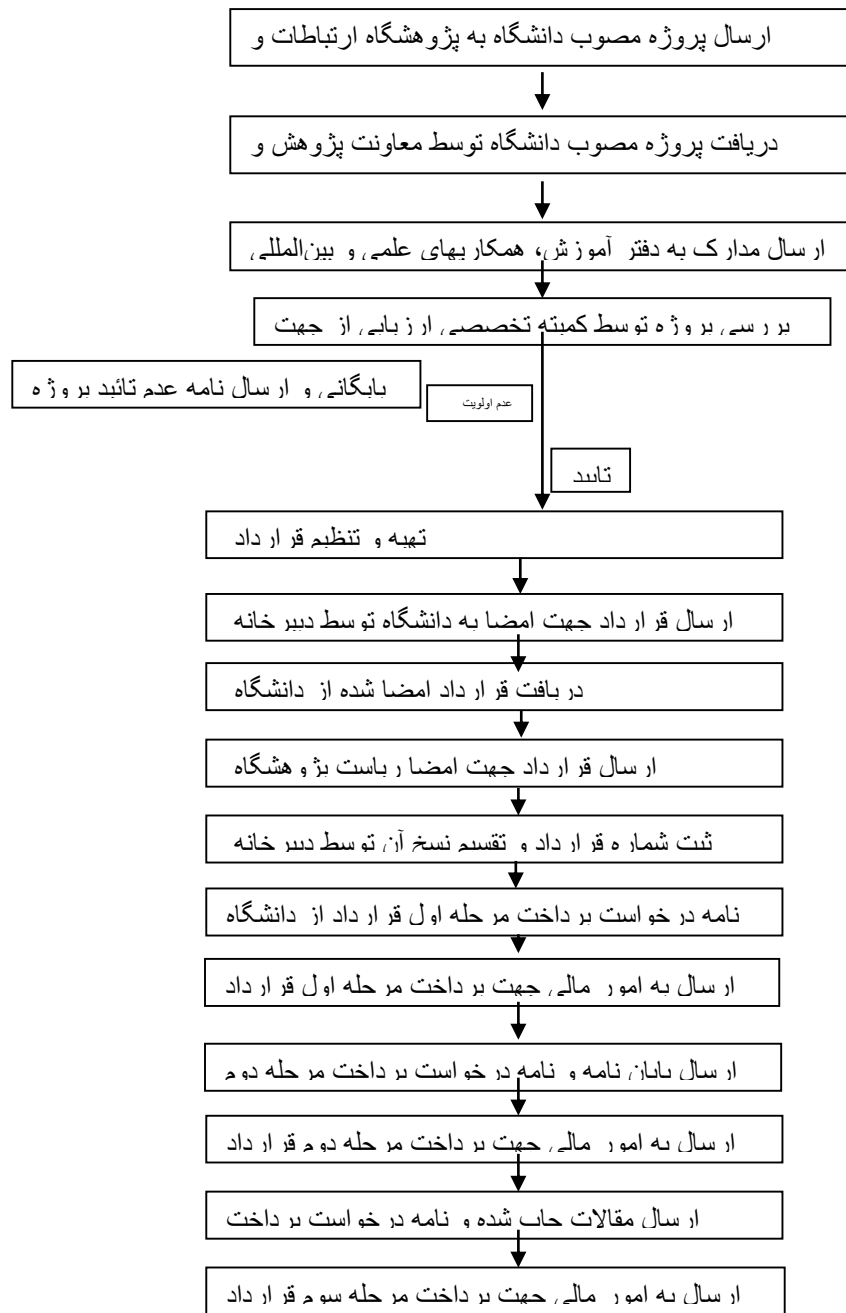 ارسال پروژه مصوب دانشگاه به پژوهشگاه ارتباطات و
دریافت پروژه مصوب دانشگاه توسط معاونت پژوهش و
ارسال مدارک به دفتر آموزش، همکاریهای علمی و بین‌المللی
بررسی پروژه توسط کمیته تخصصی ارزیابی از جهت
بایگانی و ارسال نامه عدم تائید پروژه
عدم اولویت
تایید
تهیه و تنظیم قرارداد
ارسال قرارداد جهت امضا به دانشگاه توسط دبیرخانه
دریافت قرارداد امضا شده از دانشگاه
ارسال قرارداد جهت امضا ریاست پژوهشگاه
ثبت شماره قرارداد و تقسیم نسخ آن توسط دبیرخانه
نامه درخواست پرداخت مرحله اول قرارداد از دانشگاه
ارسال به امور مالی جهت پرداخت مرحله اول قرارداد
ارسال پایان نامه و نامه درخواست پرداخت مرحله دوم
ارسال به امور مالی جهت پرداخت مرحله دوم قرارداد
ارسال مقالات چاپ شده و نامه درخواست پرداخت
ارسال به امور مالی جهت پرداخت مرحله سوم قرارداد